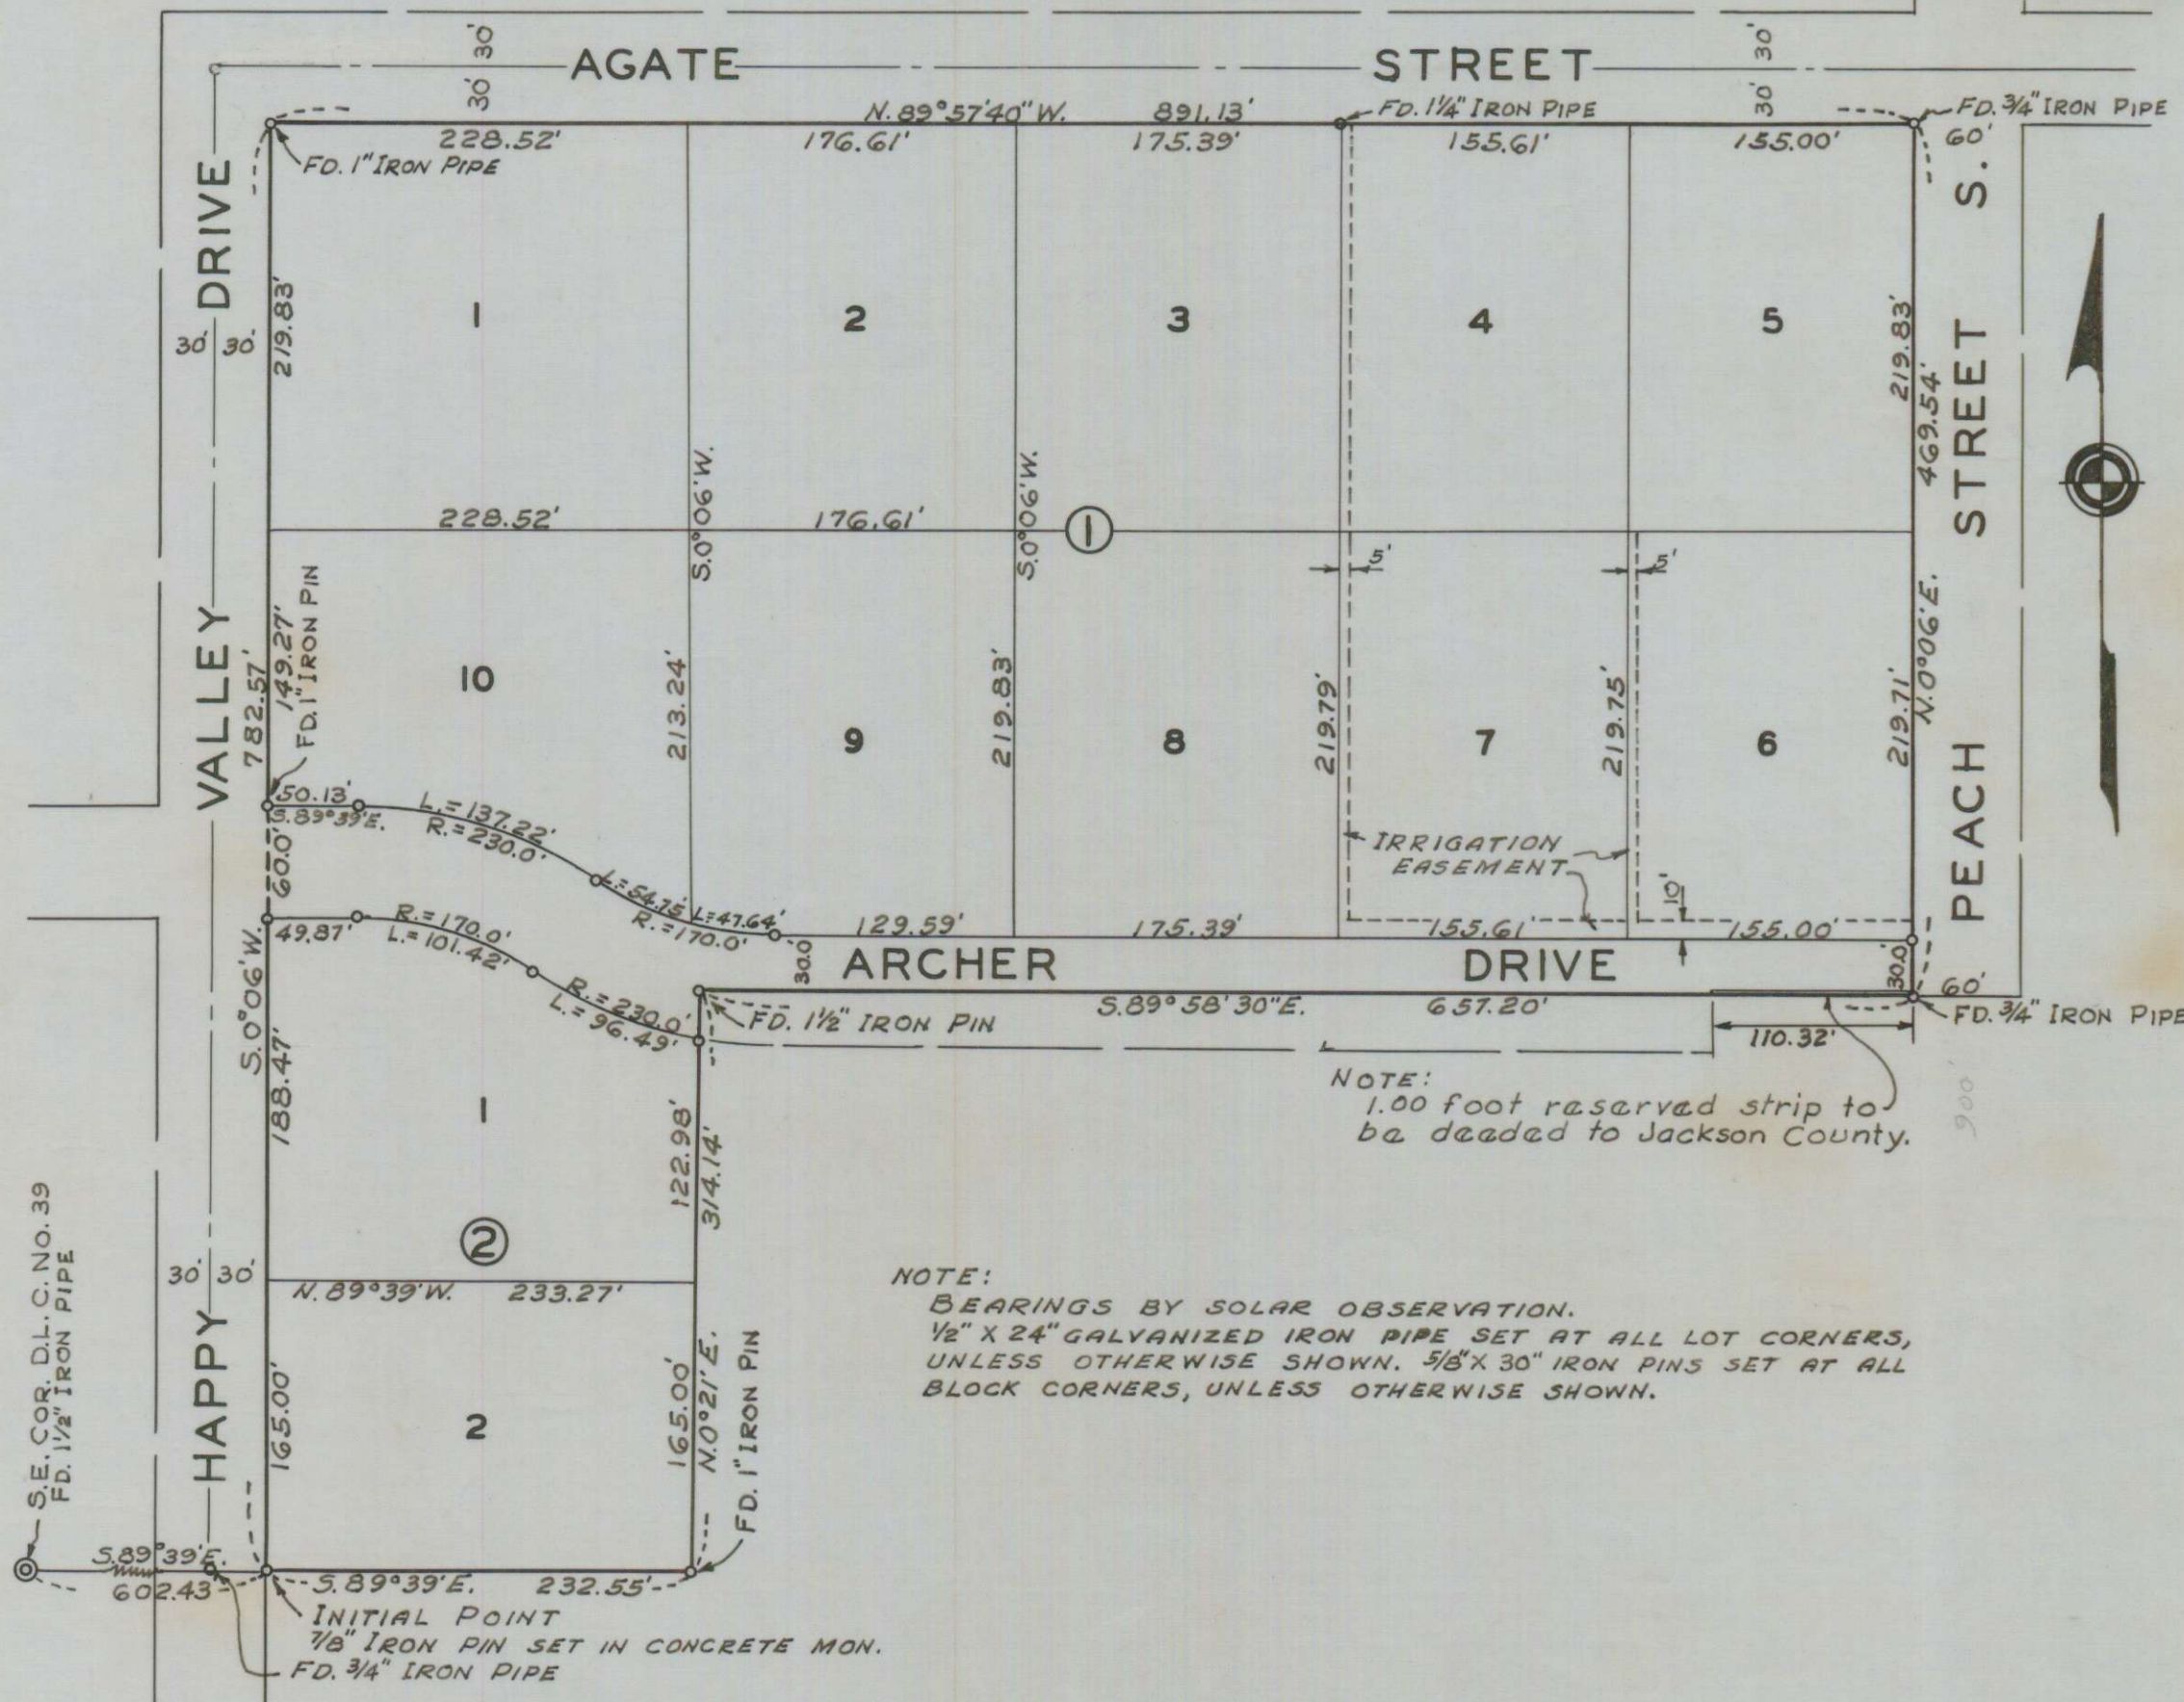 30' 30'
AGATE STREET
30' 30'
30' 30'
N. 89°57'40" W. 891.13'
FD. 1¼" IRON PIPE
FD. ¾" IRON PIPE
228.52' 176.61' 175.39' 155.61' 155.00'
60'
FD. 1" IRON PIPE
HAPPY VALLEY DRIVE
PEACH STREET S.
30' 30'
219.83'
1 2 3 4 5
219.83'
469.54'
228.52' 176.61'
S.0°06'W.
S.0°06'W.
1
5' 5'
N.0°06'E.
782.57'
149.27'
FD. 1" IRON PIN
10 9 8 7 6
213.24'
219.83'
219.79'
219.75'
219.71'
50.13'
S.89°39'E.
L.=137.22'
R.=230.0'
60.0'
L.=54.75' L=47.64'
R.=170.0'
IRRIGATION
EASEMENT
10'
129.59' 175.39' 155.61' 155.00'
49.87'
R.=170.0'
L.=101.42'
30.0
ARCHER DRIVE
30.0'
60'
R.=230.0'
L.=96.49'
FD. 1½" IRON PIN
S.89°58'30"E. 657.20'
FD. ¾" IRON PIPE
110.32'
S.0°06'W.
188.47'
1
122.98'
314.14'
NOTE:
1.00 foot reserved strip to
be deeded to Jackson County.
900'
2
30' 30'
N.89°39'W. 233.27'
NOTE:
BEARINGS BY SOLAR OBSERVATION.
½" X 24" GALVANIZED IRON PIPE SET AT ALL LOT CORNERS,
UNLESS OTHERWISE SHOWN. 5/8" X 30" IRON PINS SET AT ALL
BLOCK CORNERS, UNLESS OTHERWISE SHOWN.
S.E. COR. D.L.C. NO. 39
FD. 1½" IRON PIPE
165.00'
2
165.00'
N.0°21'E.
FD. 1" IRON PIN
S.89°39'E.
602.43
S.89°39'E. 232.55'
INITIAL POINT
7/8" IRON PIN SET IN CONCRETE MON.
FD. ¾" IRON PIPE